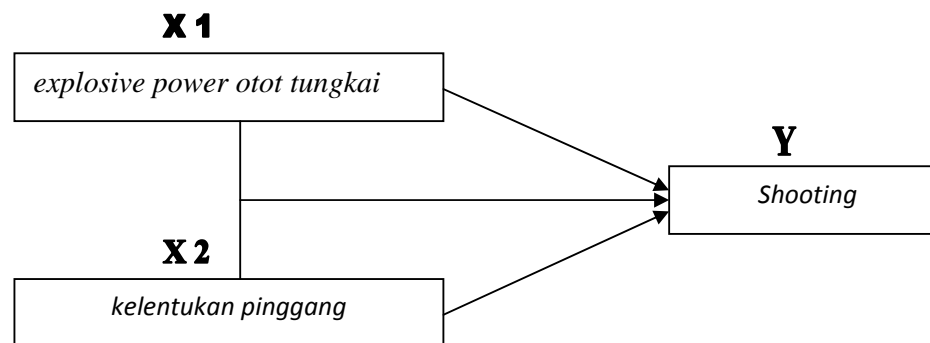 X 1
explosive power otot tungkai
Y
Shooting
X 2
kelentukan pinggang